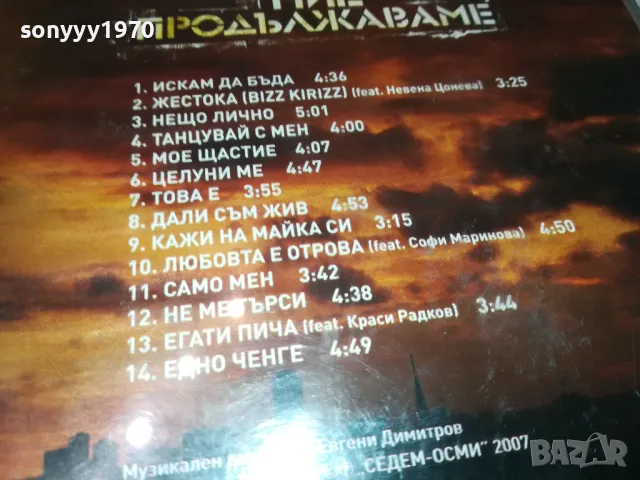 sonyyy1970)
ПРОДЪЛЖАВАМЕ
1. ИСКАМ ДА БЪДА 4:36
2. ЖЕСТОКА (BIZZ KIRIZZ) (feat. Невена Цонева) 3:25
3. НЕЩО ЛИЧНО 5:01
4. ТАНЦУВАЙ С МЕН 4:00
5. МОЕ ЩАСТИЕ 4:07
6. ЦЕЛУНИ МЕ 4:47
7. ТОВА Е 3:55
8. ДАЛИ СЪМ ЖИВ 4:53
9. КАЖИ НА МАЙКА СИ 3:15
10. ЛЮБОВТА Е ОТРОВА (feat. Софи Маринова) 4:50
11. САМО МЕН 3:42
12. НЕ МЕ ТЪРСИ 4:38
13. ЕГАТИ ПИЧА (feat. Краси Радков) 3:44
14. ЕДНО ЧЕНГЕ 4:49
Музикален Евгени Димитров
„СЕДЕМ-ОСМИ" 2007
BAZAR